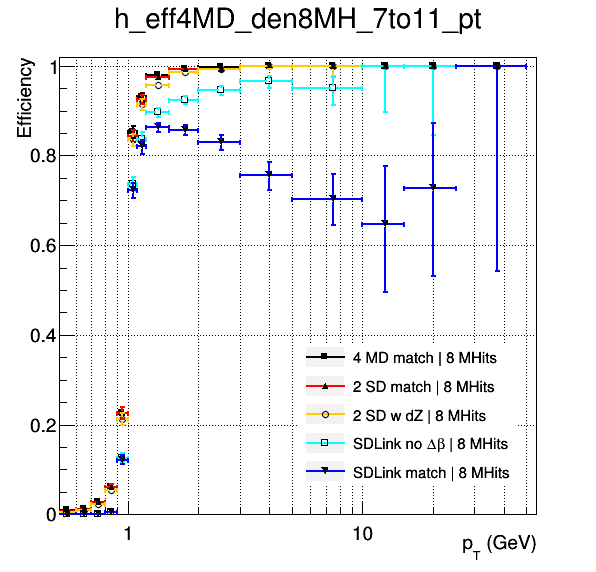 h_eff4MD_den8MH_7to11_pt
Efficiency
1
0.8
0.6
0.4
0.2
0
4 MD match | 8 MHits
2 SD match | 8 MHits
2 SD w dZ | 8 MHits
SDLink no Δβ | 8 MHits
SDLink match | 8 MHits
1
10
p_T (GeV)